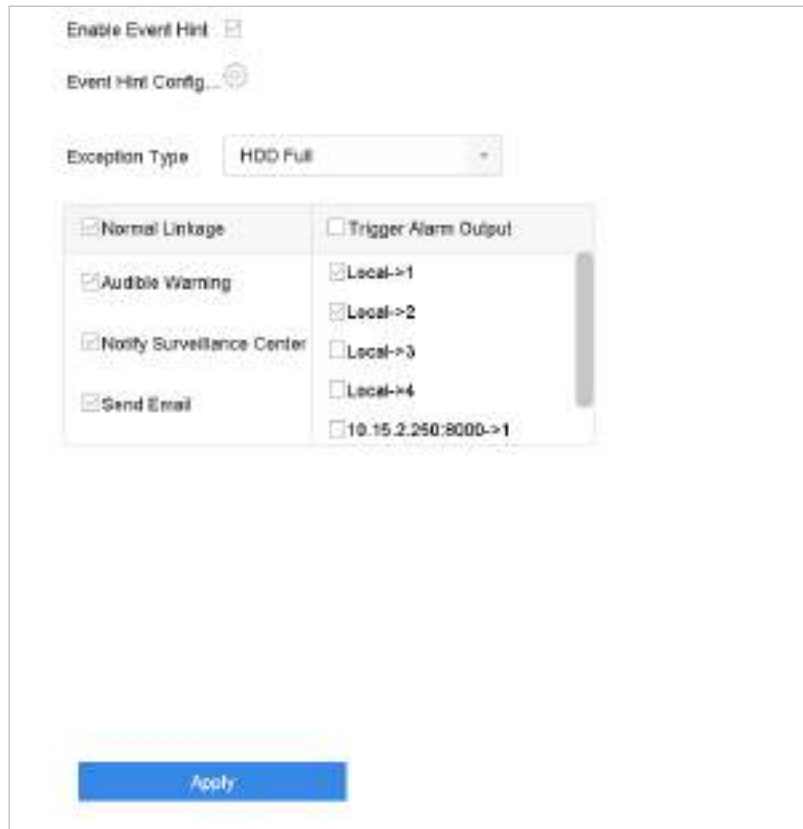 Enable Event Hint
Event Hint Config...
Exception Type HDD Full
Normal Linkage
Trigger Alarm Output
Audible Warning
Notify Surveillance Center
Send Email
Local->1
Local->2
Local->3
Local->4
10.15.2.250:8000->1
Apply